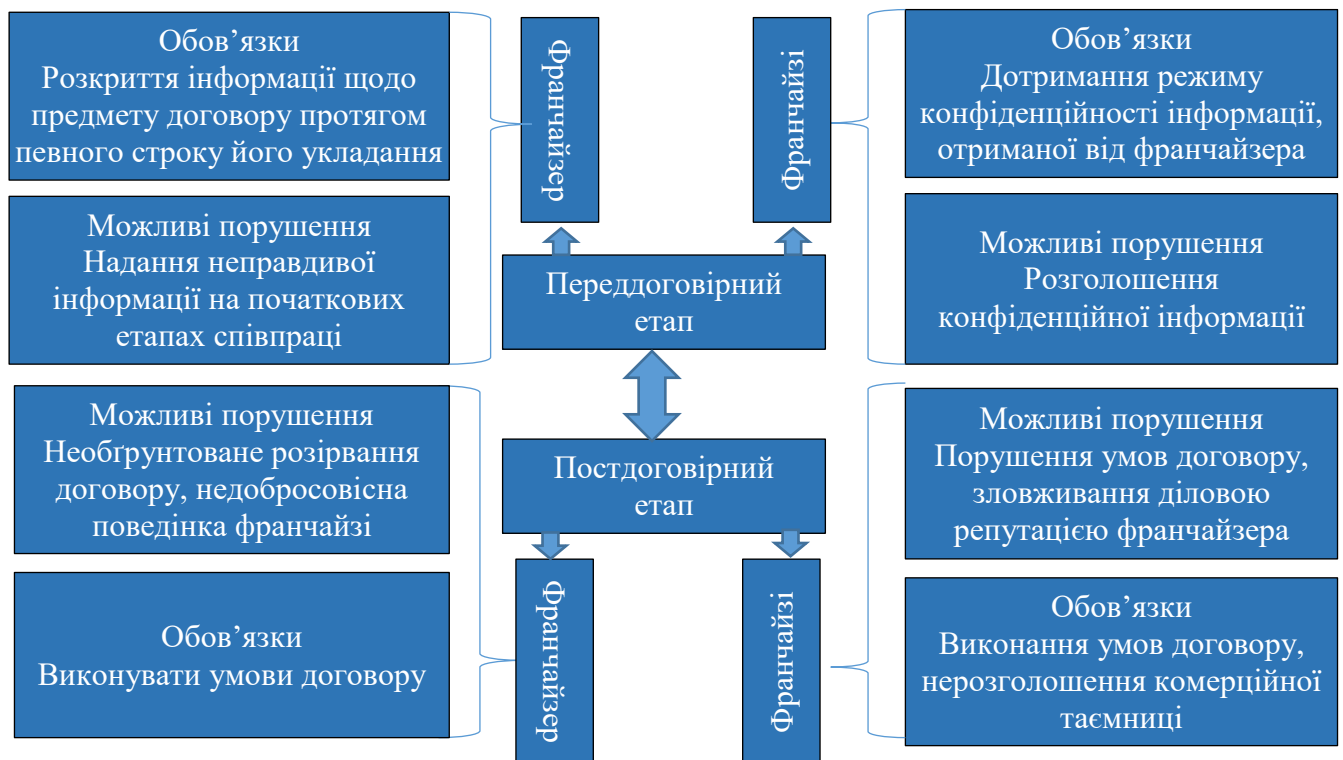 Обов’язки
Розкриття інформації щодо
предмету договору протягом
певного строку його укладання
Можливі порушення
Надання неправдивої
інформації на початкових
етапах співпраці
Франчайзер
Франчайзі
Обов’язки
Дотримання режиму
конфіденційності інформації,
отриманої від франчайзера
Можливі порушення
Розголошення
конфіденційної інформації
Переддоговірний
етап
Постдоговірний
етап
Можливі порушення
Необґрунтоване розірвання
договору, недобросовісна
поведінка франчайзі
Обов’язки
Виконувати умови договору
Франчайзер
Франчайзі
Можливі порушення
Порушення умов договору,
зловживання діловою
репутацією франчайзера
Обов’язки
Виконання умов договору,
нерозголошення комерційної
таємниці